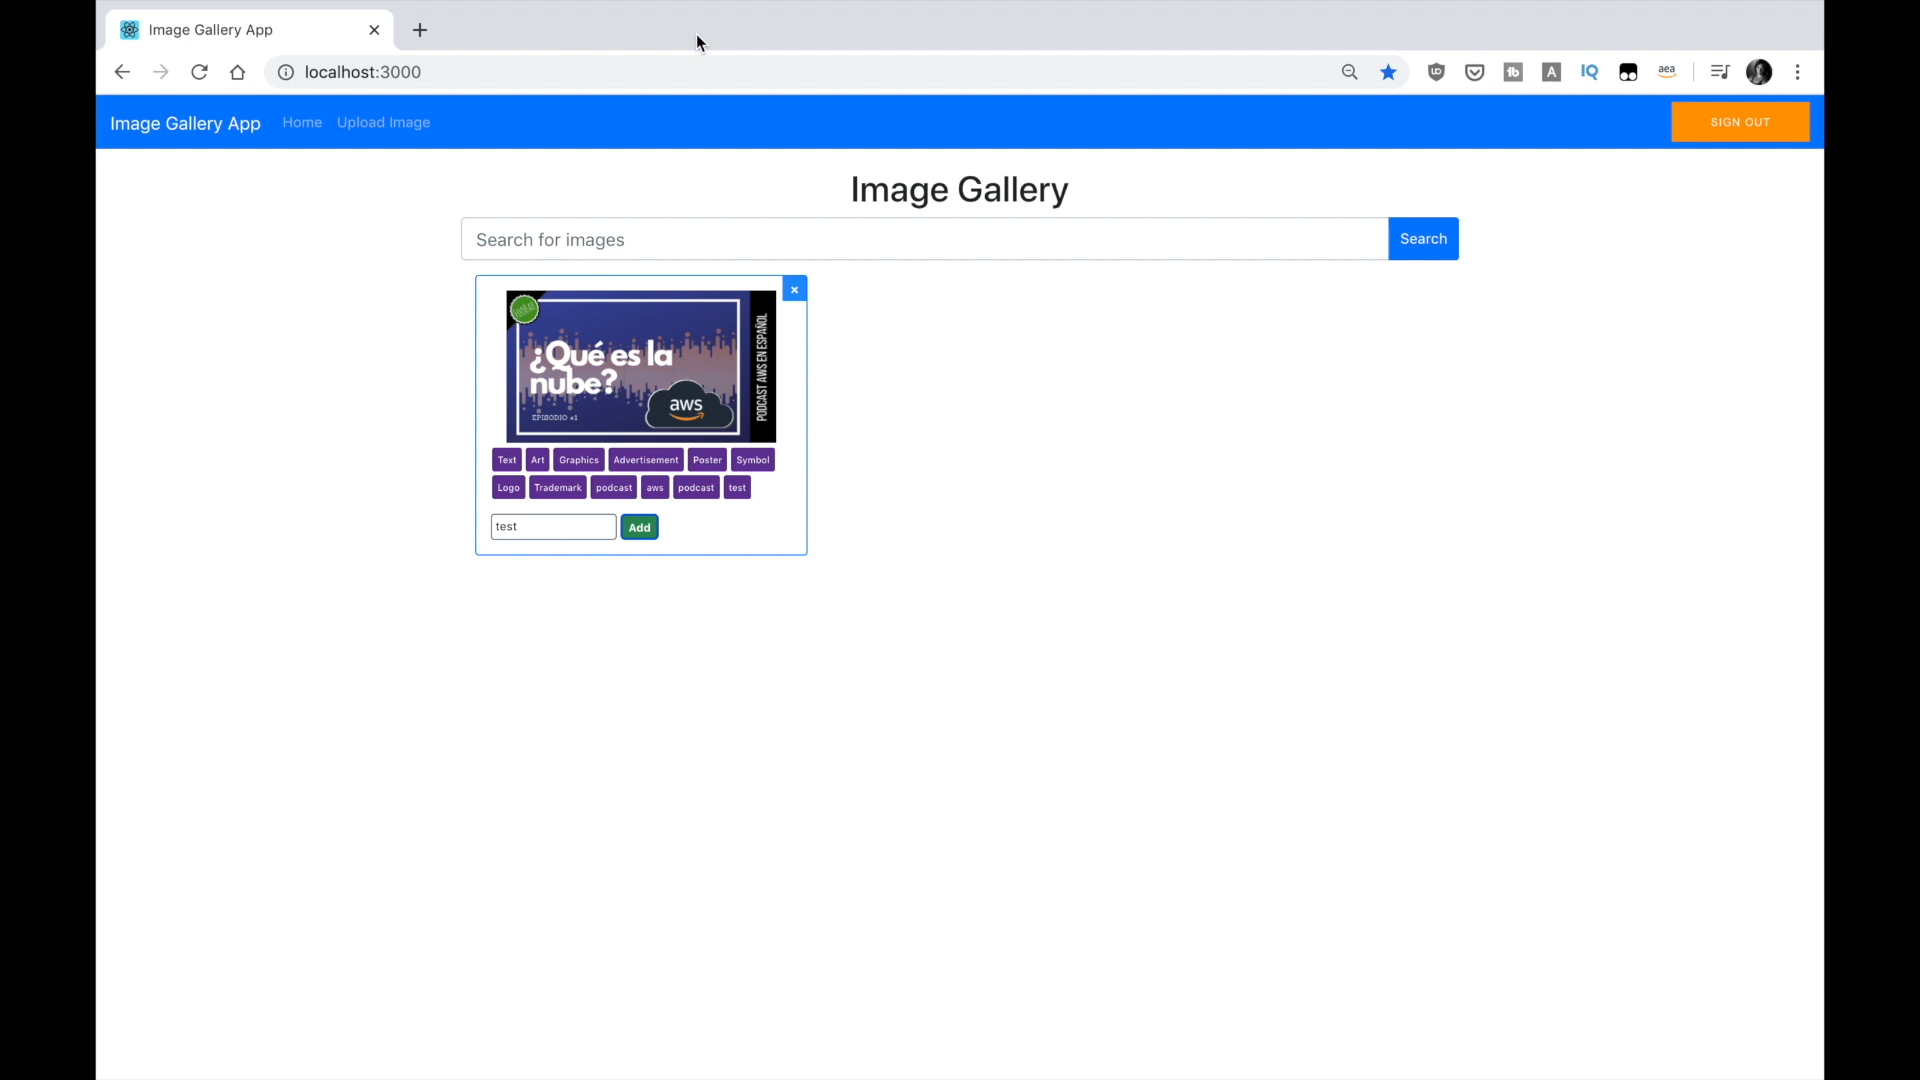 Image Gallery App
localhost:3000
Image Gallery App Home Upload Image SIGN OUT
Image Gallery
Search for images Search
¿Qué es la
nube?
EPISODIO #1
aws
PODCAST AWS EN ESPAÑOL
Text Art Graphics Advertisement Poster Symbol
Logo Trademark podcast aws podcast test
test Add